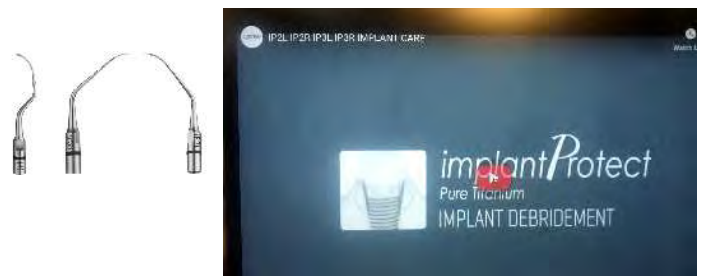 IP2L IP2R IP3L IP3R IMPLANT CARE
implantProtect
Pure Titanium
IMPLANT DEBRIDEMENT